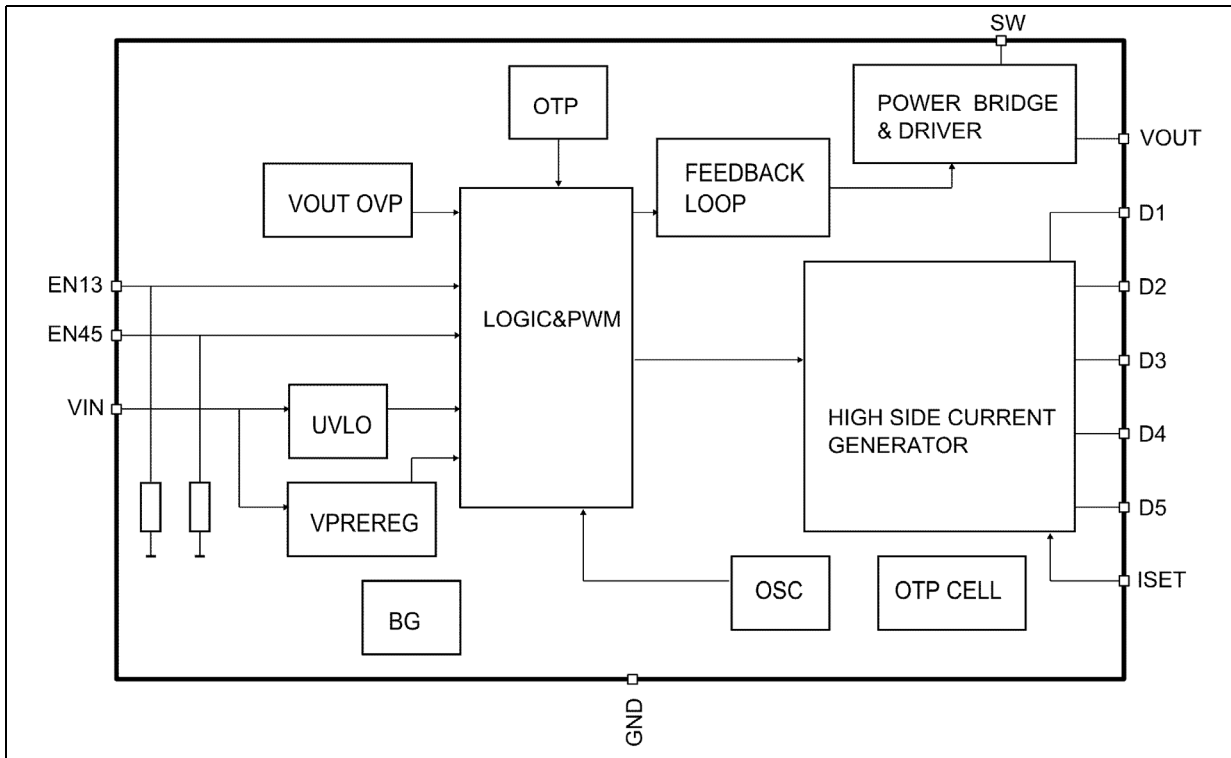 SW
OTP
POWER BRIDGE
& DRIVER
VOUT
FEEDBACK
LOOP
VOUT OVP
D1
EN13
D2
LOGIC&PWM
EN45
D3
VIN
UVLO
HIGH SIDE CURRENT
GENERATOR
D4
VPREREG
D5
OSC
OTP CELL
ISET
BG
GND